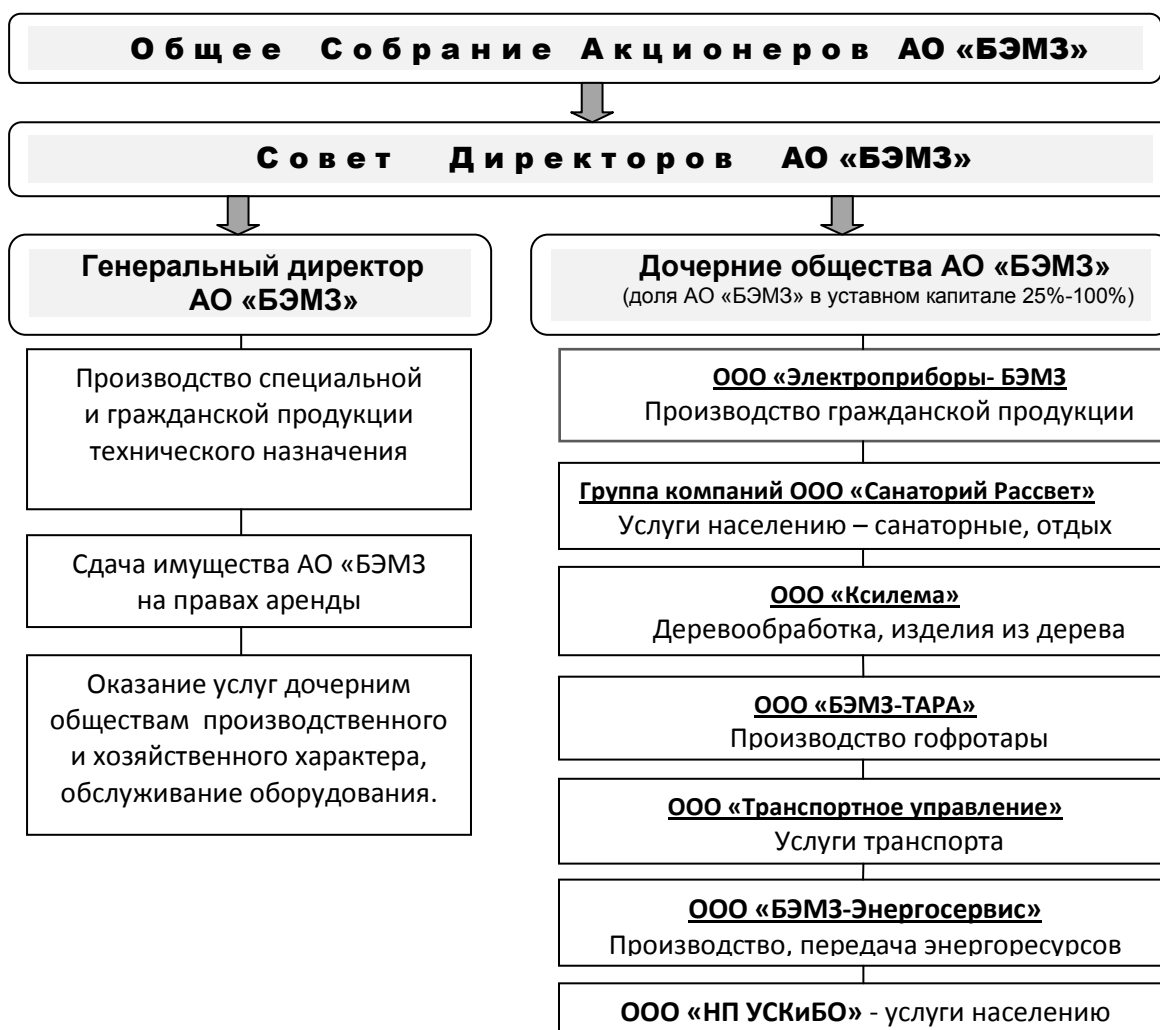 Общее Собрание Акционеров АО «БЭМЗ»
Совет Директоров АО «БЭМЗ»
Генеральный директор
АО «БЭМЗ»
Производство специальной
и гражданской продукции
технического назначения
Сдача имущества АО «БЭМЗ
на правах аренды
Оказание услуг дочерним
обществам производственного
и хозяйственного характера,
обслуживание оборудования.
Дочерние общества АО «БЭМЗ»
(доля АО «БЭМЗ» в уставном капитале 25%-100%)
ООО «Электроприборы- БЭМЗ
Производство гражданской продукции
Группа компаний ООО «Санаторий Рассвет»
Услуги населению – санаторные, отдых
ООО «Ксилема»
Деревообработка, изделия из дерева
ООО «БЭМЗ-ТАРА»
Производство гофротары
ООО «Транспортное управление»
Услуги транспорта
ООО «БЭМЗ-Энергосервис»
Производство, передача энергоресурсов
ООО «НП УСКиБО» - услуги населению